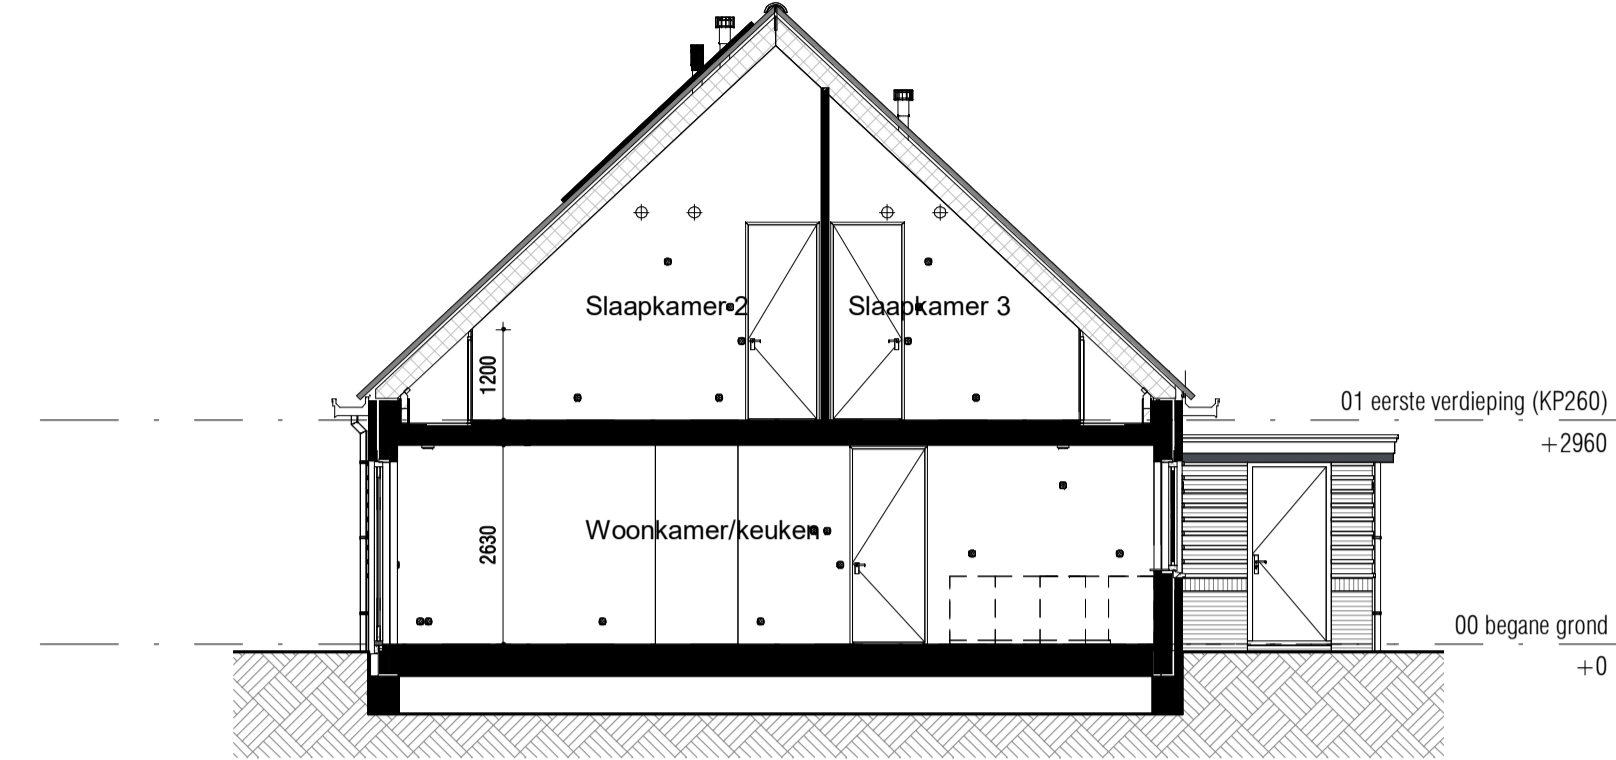 Slaapkamer 2
Slaapkamer 3
1200
01 eerste verdieping (KP260)
+2960
Woonkamer/keuken
2630
00 begane grond
+0